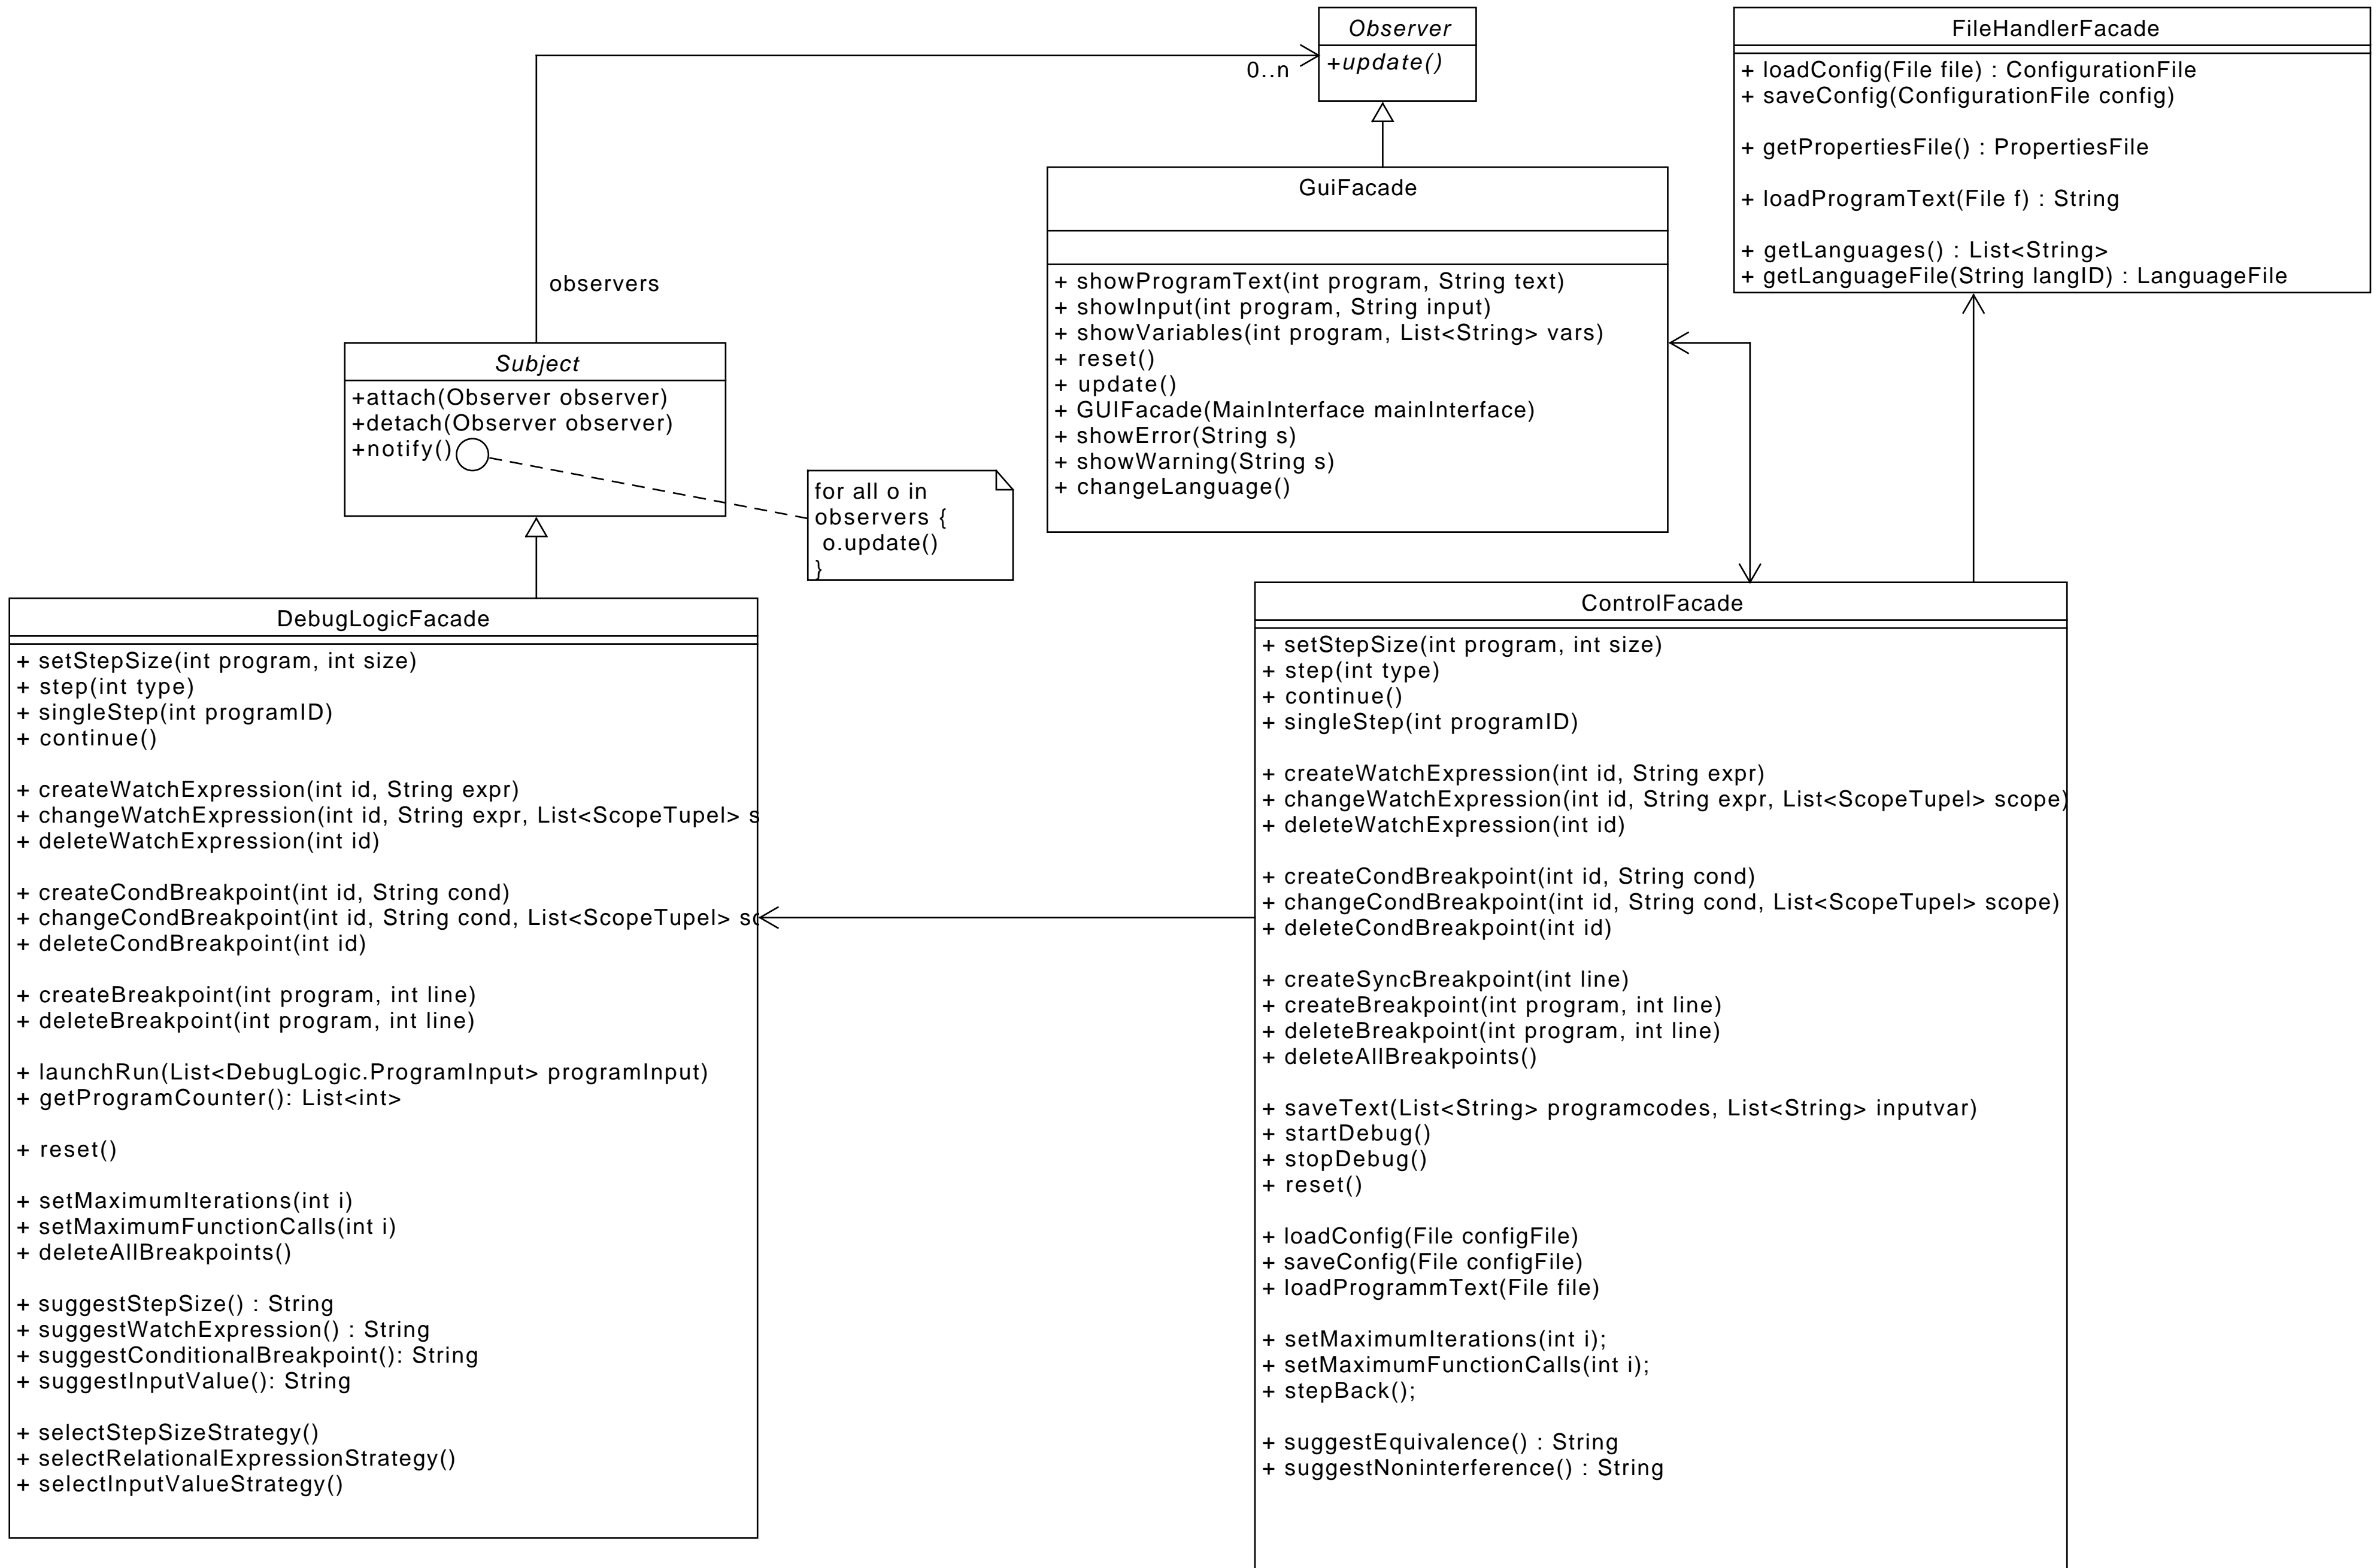 Observer
+update()
0..n
FileHandlerFacade
+ loadConfig(File file) : ConfigurationFile
+ saveConfig(ConfigurationFile config)
+ getPropertiesFile() : PropertiesFile
+ loadProgramText(File f) : String
+ getLanguages() : List<String>
+ getLanguageFile(String langID) : LanguageFile
GuiFacade
+ showProgramText(int program, String text)
+ showInput(int program, String input)
+ showVariables(int program, List<String> vars)
+ reset()
+ update()
+ GUIFacade(MainInterface mainInterface)
+ showError(String s)
+ showWarning(String s)
+ changeLanguage()
observers
Subject
+attach(Observer observer)
+detach(Observer observer)
+notify()
for all o in
observers {
o.update()
}
DebugLogicFacade
+ setStepSize(int program, int size)
+ step(int type)
+ singleStep(int programID)
+ continue()
+ createWatchExpression(int id, String expr)
+ changeWatchExpression(int id, String expr, List<ScopeTupel> s
+ deleteWatchExpression(int id)
+ createCondBreakpoint(int id, String cond)
+ changeCondBreakpoint(int id, String cond, List<ScopeTupel> sc
+ deleteCondBreakpoint(int id)
+ createBreakpoint(int program, int line)
+ deleteBreakpoint(int program, int line)
+ launchRun(List<DebugLogic.ProgramInput> programInput)
+ getProgramCounter(): List<int>
+ reset()
+ setMaximumIterations(int i)
+ setMaximumFunctionCalls(int i)
+ deleteAllBreakpoints()
+ suggestStepSize() : String
+ suggestWatchExpression() : String
+ suggestConditionalBreakpoint(): String
+ suggestInputValue(): String
+ selectStepSizeStrategy()
+ selectRelationalExpressionStrategy()
+ selectInputValueStrategy()
ControlFacade
+ setStepSize(int program, int size)
+ step(int type)
+ continue()
+ singleStep(int programID)
+ createWatchExpression(int id, String expr)
+ changeWatchExpression(int id, String expr, List<ScopeTupel> scope)
+ deleteWatchExpression(int id)
+ createCondBreakpoint(int id, String cond)
+ changeCondBreakpoint(int id, String cond, List<ScopeTupel> scope)
+ deleteCondBreakpoint(int id)
+ createSyncBreakpoint(int line)
+ createBreakpoint(int program, int line)
+ deleteBreakpoint(int program, int line)
+ deleteAllBreakpoints()
+ saveText(List<String> programcodes, List<String> inputvar)
+ startDebug()
+ stopDebug()
+ reset()
+ loadConfig(File configFile)
+ saveConfig(File configFile)
+ loadProgrammText(File file)
+ setMaximumIterations(int i);
+ setMaximumFunctionCalls(int i);
+ stepBack();
+ suggestEquivalence() : String
+ suggestNoninterference() : String